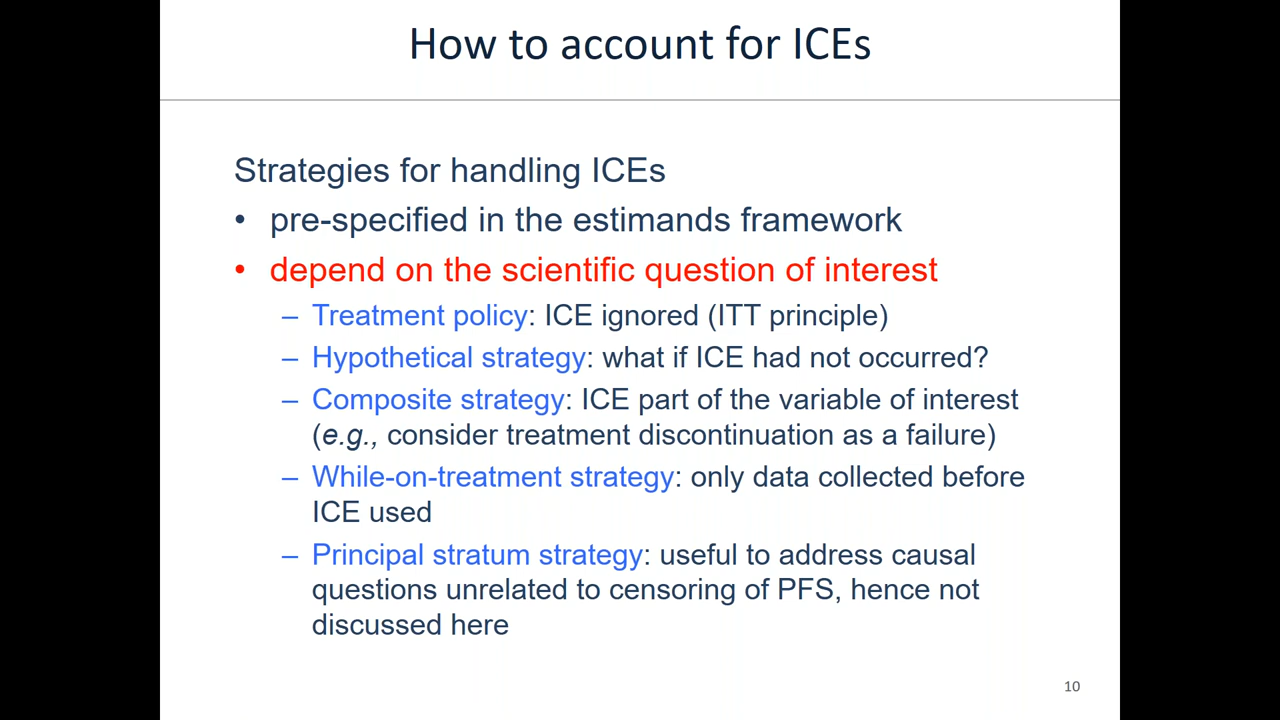 How to account for ICEs
Strategies for handling ICEs
• pre-specified in the estimands framework
• depend on the scientific question of interest
– Treatment policy: ICE ignored (ITT principle)
– Hypothetical strategy: what if ICE had not occurred?
– Composite strategy: ICE part of the variable of interest
(e.g., consider treatment discontinuation as a failure)
– While-on-treatment strategy: only data collected before
ICE used
– Principal stratum strategy: useful to address causal
questions unrelated to censoring of PFS, hence not
discussed here
10